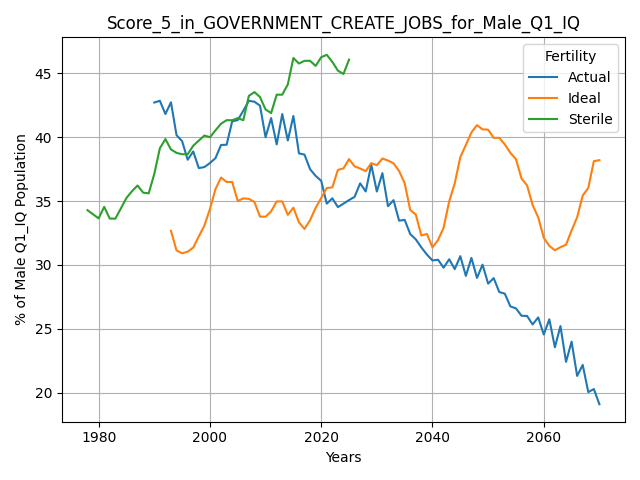 Score_5_in_GOVERNMENT_CREATE_JOBS_for_Male_Q1_IQ
Fertility
Actual
Ideal
Sterile
% of Male Q1_IQ Population
45
40
35
30
25
20
1980
2000
2020
2040
2060
Years